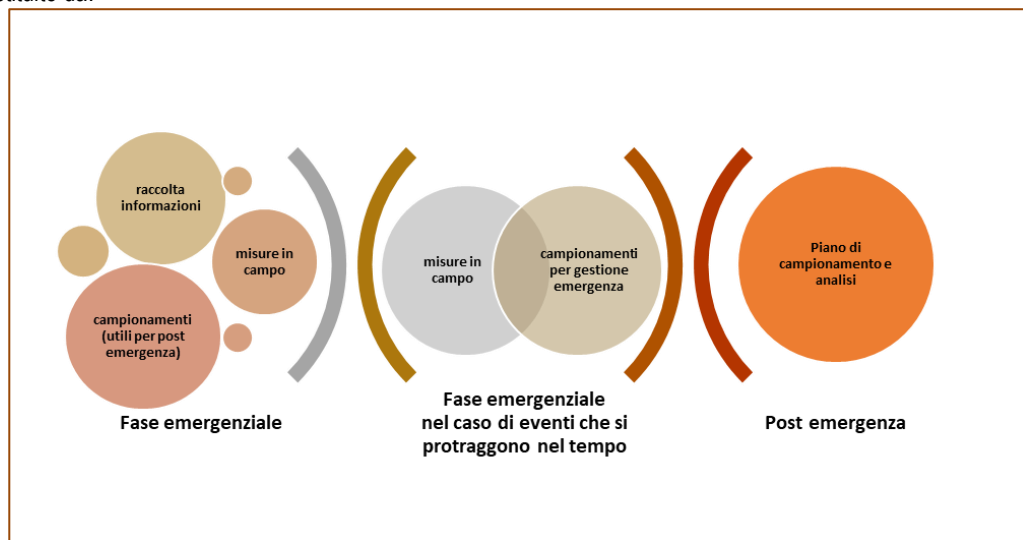 raccolta
informazioni
misure in
campo
campionamenti
(utili per post
emergenza)
Fase emergenziale
misure in
campo
campionamenti
per gestione
emergenza
Fase emergenziale
nel caso di eventi che si
protraggono nel tempo
Piano di
campionamento e
analisi
Post emergenza